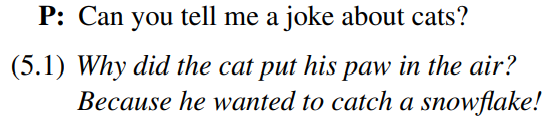 P: Can you tell me a joke about cats?
(5.1) Why did the cat put his paw in the air?
Because he wanted to catch a snowflake!